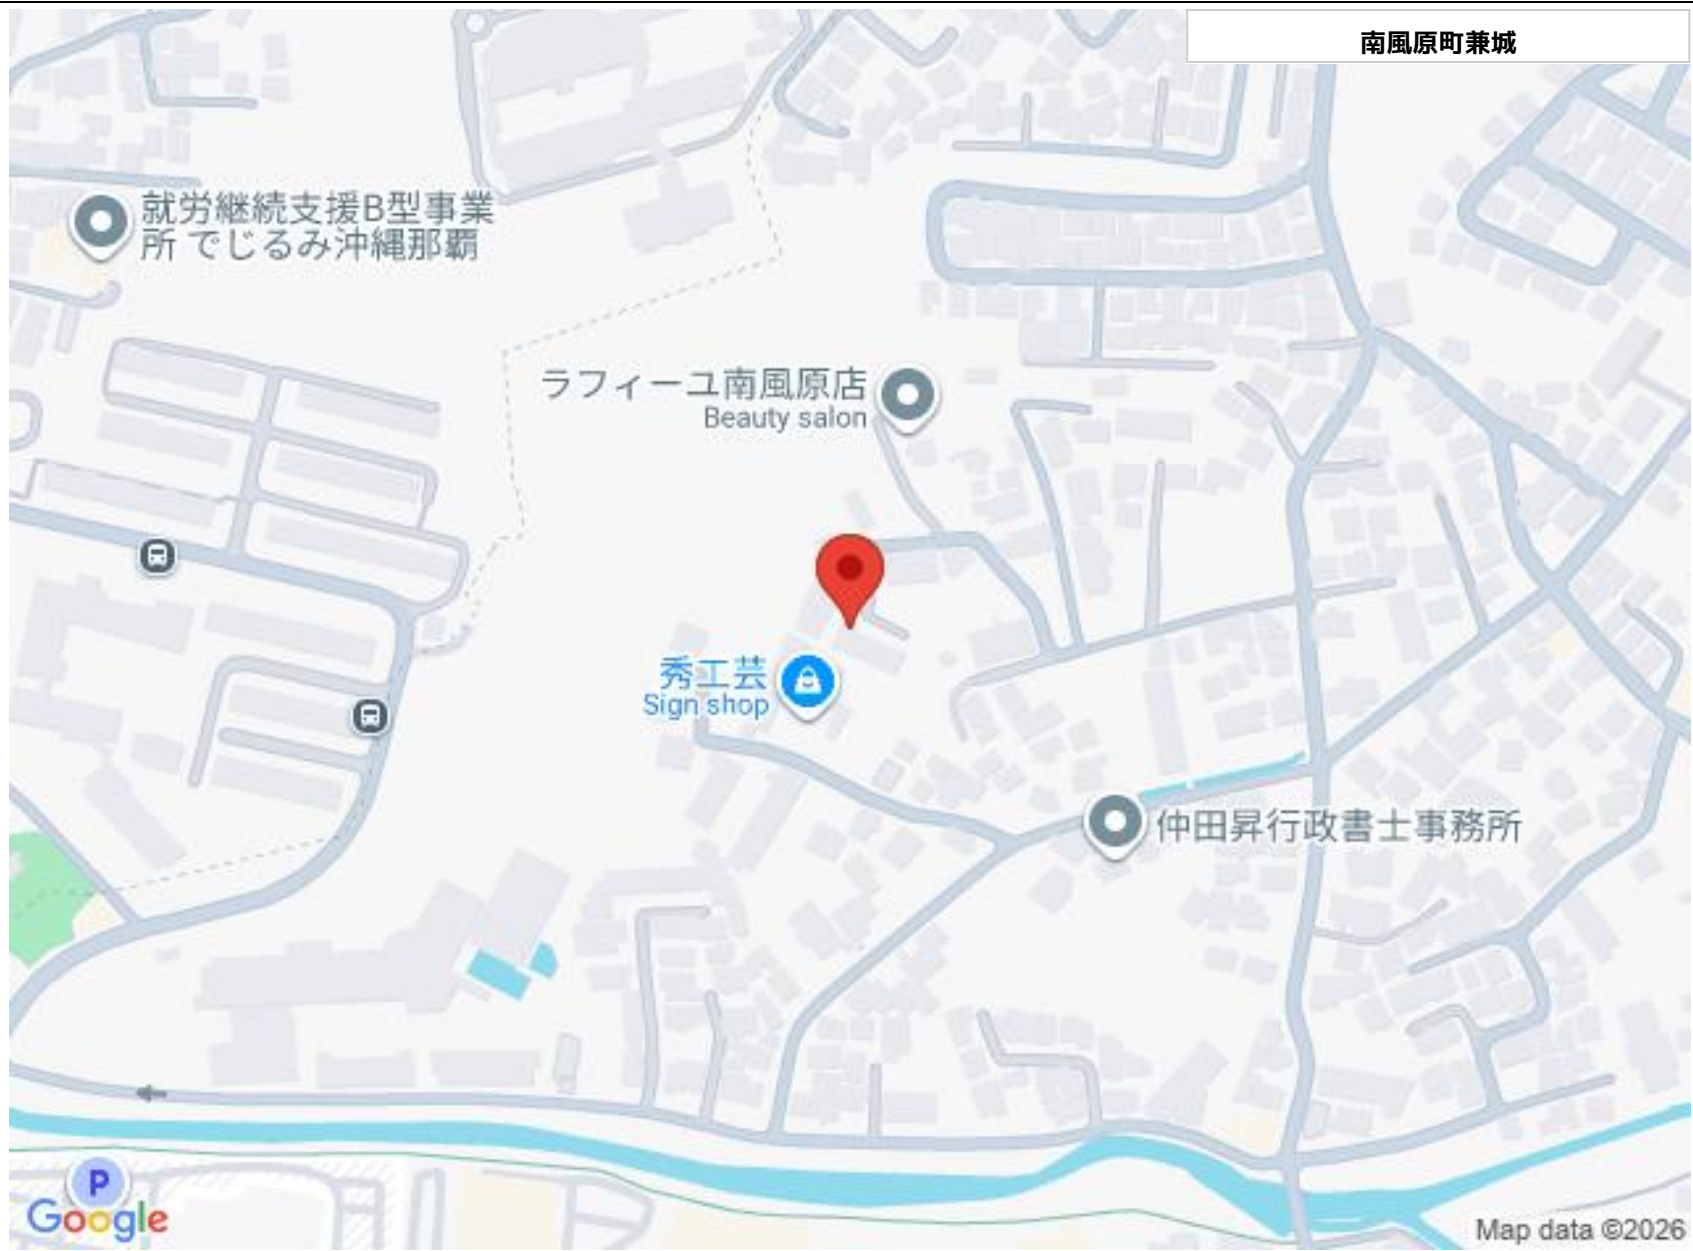 南風原町兼城
就労継続支援B型事業
所 でじるみ沖縄那覇
ラフィーユ南風原店
Beauty salon
秀工芸
Sign shop
仲田昇行政書士事務所
P
Google
Map data ©2026